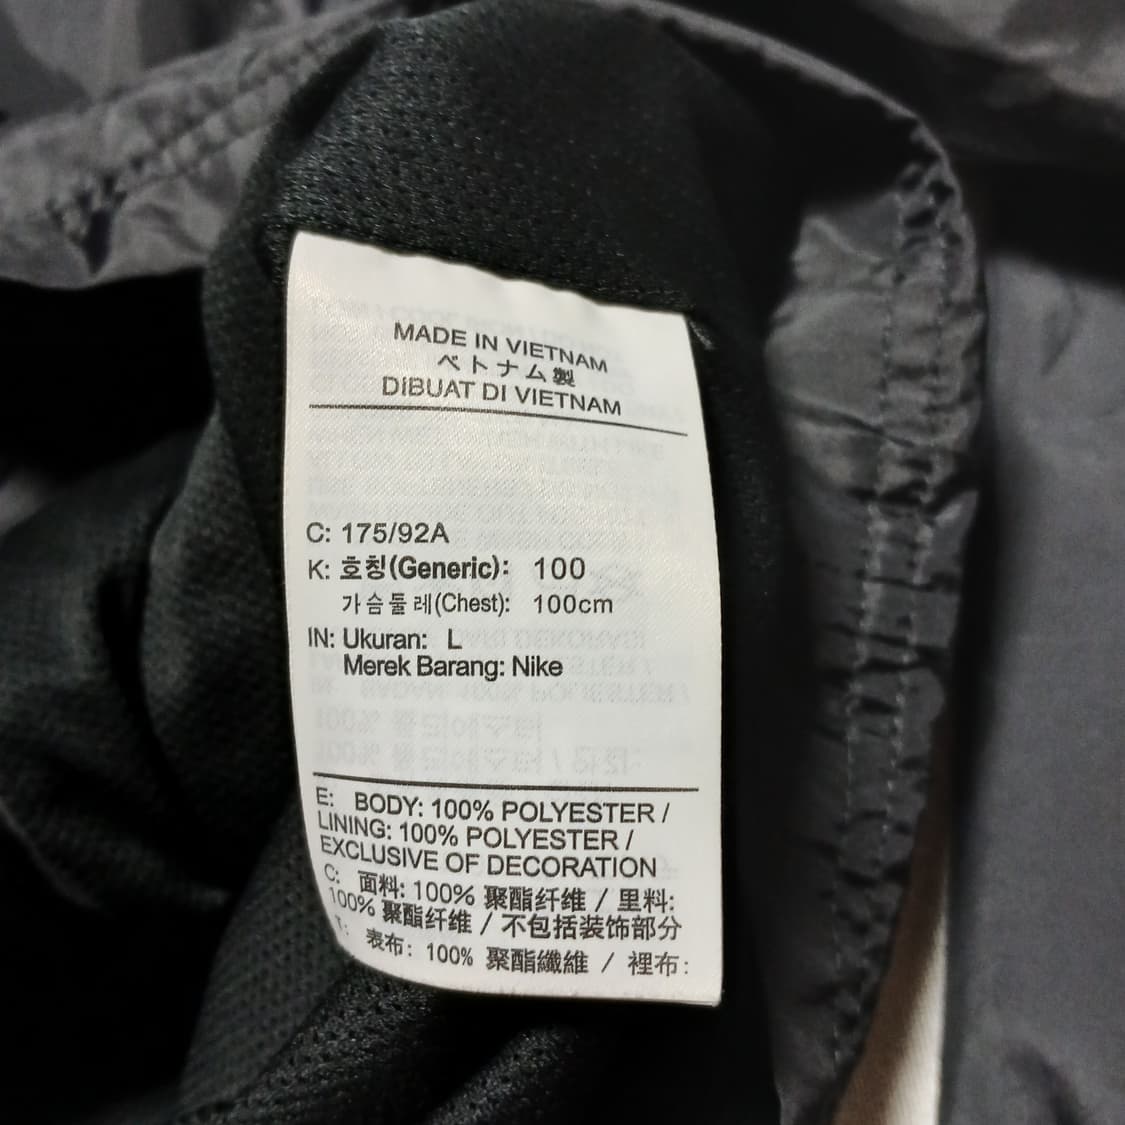 MADE IN VIETNAM
ベトナム製
DIBUAT DI VIETNAM
C: 175/92A
K: 호칭(Generic): 100
가슴둘레(Chest): 100cm
IN: Ukuran: L
Merek Barang: Nike
E: BODY: 100% POLYESTER /
LINING: 100% POLYESTER /
EXCLUSIVE OF DECORATION
C: 面料: 100% 聚酯纤维 / 里料:
100% 聚酯纤维 / 不包括装饰部分
T: 表布: 100% 聚酯纖維 / 裡布: